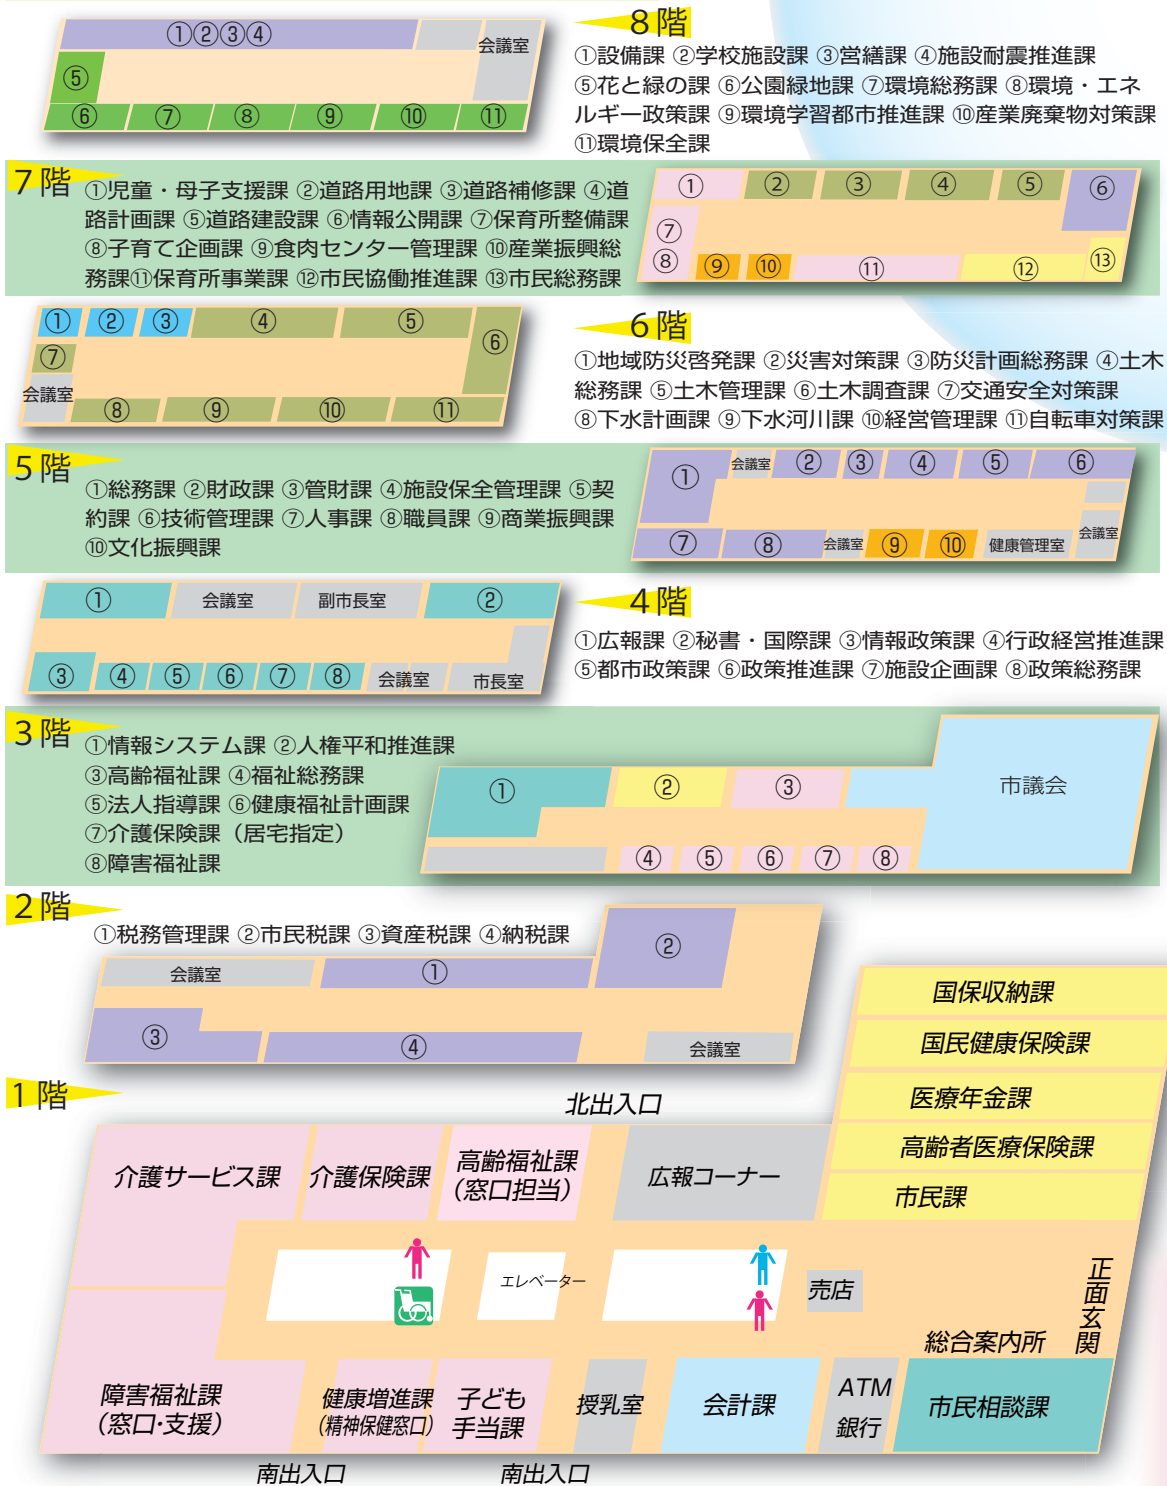 ①②③④
会議室
⑤
⑥ ⑦ ⑧ ⑨ ⑩ ⑪
8階
①設備課 ②学校施設課 ③営繕課 ④施設耐震推進課
⑤花と緑の課 ⑥公園緑地課 ⑦環境総務課 ⑧環境・エネ
ルギー政策課 ⑨環境学習都市推進課 ⑩産業廃棄物対策課
⑪環境保全課
7階
①児童・母子支援課 ②道路用地課 ③道路補修課 ④道
路計画課 ⑤道路建設課 ⑥情報公開課 ⑦保育所整備課
⑧子育て企画課 ⑨食肉センター管理課 ⑩産業振興総
務課⑪保育所事業課 ⑫市民協働推進課 ⑬市民総務課
① ② ③ ④ ⑤ ⑥
⑦
⑧ ⑨ ⑩ ⑪ ⑫ ⑬
① ② ③ ④ ⑤ ⑥
⑦
会議室
⑧ ⑨ ⑩ ⑪
6階
①地域防災啓発課 ②災害対策課 ③防災計画総務課 ④土木
総務課 ⑤土木管理課 ⑥土木調査課 ⑦交通安全対策課
⑧下水計画課 ⑨下水河川課 ⑩経営管理課 ⑪自転車対策課
5階
①総務課 ②財政課 ③管財課 ④施設保全管理課 ⑤契
約課 ⑥技術管理課 ⑦人事課 ⑧職員課 ⑨商業振興課
⑩文化振興課
① 会議室 ② ③ ④ ⑤ ⑥
会議室
⑦ ⑧ 会議室 ⑨ ⑩ 健康管理室
① 会議室 副市長室 ②
③ ④ ⑤ ⑥ ⑦ ⑧ 会議室 市長室
4階
①広報課 ②秘書・国際課 ③情報政策課 ④行政経営推進課
⑤都市政策課 ⑥政策推進課 ⑦施設企画課 ⑧政策総務課
3階
①情報システム課 ②人権平和推進課
③高齢福祉課 ④福祉総務課
⑤法人指導課 ⑥健康福祉計画課
⑦介護保険課（居宅指定）
⑧障害福祉課
① ② ③ 市議会
④ ⑤ ⑥ ⑦ ⑧
2階
①税務管理課 ②市民税課 ③資産税課 ④納税課
会議室 ① ②
③ ④ 会議室
1階
国保収納課
国民健康保険課
医療年金課
高齢者医療保険課
市民課
北出入口
介護サービス課 介護保険課 高齢福祉課
(窓口担当)
広報コーナー
エレベーター
売店
正面玄関
総合案内所
障害福祉課
(窓口・支援)
健康増進課
(精神保健窓口)
子ども
手当課
授乳室
会計課
ATM
銀行
市民相談課
南出入口 南出入口